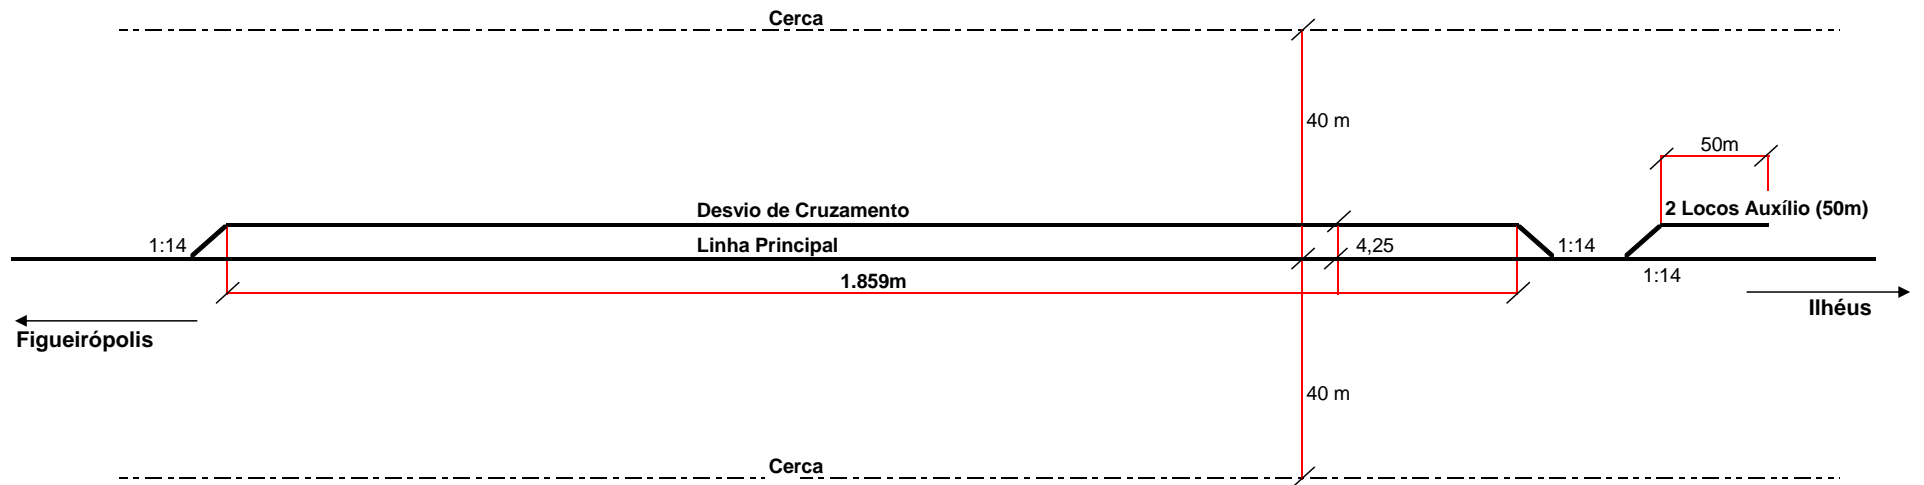 Cerca
40 m
50m
Desvio de Cruzamento
2 Locos Auxílio (50m)
1:14
Linha Principal
4,25
1:14
1:14
1.859m
Ilhéus
Figueirópolis
40 m
Cerca